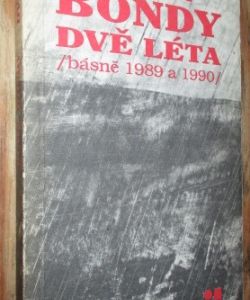 BONDY
DVĚ LÉTA
/básně 1989 a 1990/